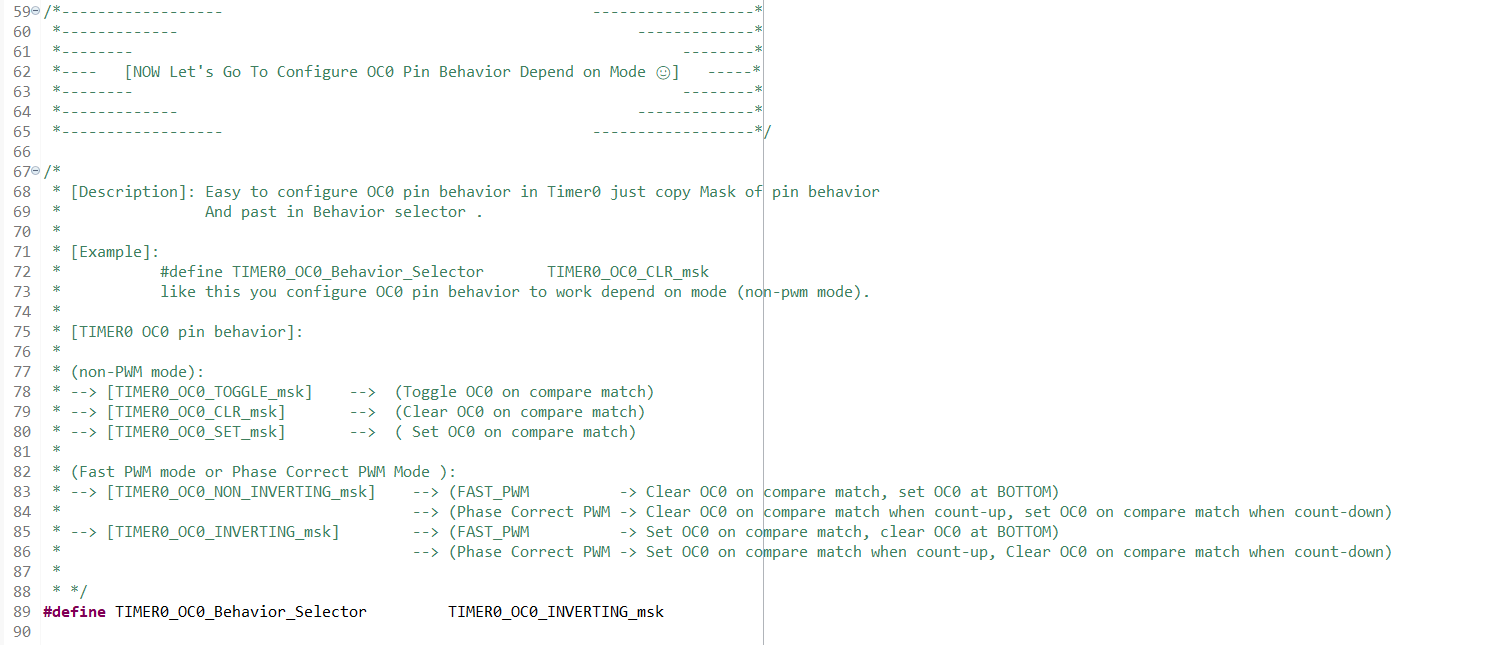 59 /*------------------                                         ------------------*
60  *-------------                                                   -------------*
61  *--------                                                             --------*
62  *----   [NOW Let's Go To Configure OC0 Pin Behavior Depend on Mode ☺]   -----*
63  *--------                                                             --------*
64  *-------------                                                   -------------*
65  *------------------                                         ------------------*/
66
67 /*
68  * [Description]: Easy to configure OC0 pin behavior in Timer0 just copy Mask of pin behavior
69  *                And past in Behavior selector .
70  *
71  * [Example]:
72  *           #define TIMER0_OC0_Behavior_Selector       TIMER0_OC0_CLR_msk
73  *           like this you configure OC0 pin behavior to work depend on mode (non-pwm mode).
74  *
75  * [TIMER0 OC0 pin behavior]:
76  *
77  * (non-PWM mode):
78  * --> [TIMER0_OC0_TOGGLE_msk]    -->  (Toggle OC0 on compare match)
79  * --> [TIMER0_OC0_CLR_msk]       -->  (Clear OC0 on compare match)
80  * --> [TIMER0_OC0_SET_msk]       -->  ( Set OC0 on compare match)
81  *
82  * (Fast PWM mode or Phase Correct PWM Mode ):
83  * --> [TIMER0_OC0_NON_INVERTING_msk]    --> (FAST_PWM          -> Clear OC0 on compare match, set OC0 at BOTTOM)
84  *                                       --> (Phase Correct PWM -> Clear OC0 on compare match when count-up, set OC0 on compare match when count-down)
85  * --> [TIMER0_OC0_INVERTING_msk]        --> (FAST_PWM          -> Set OC0 on compare match, clear OC0 at BOTTOM)
86  *                                       --> (Phase Correct PWM -> Set OC0 on compare match when count-up, Clear OC0 on compare match when count-down)
87  *
88  * */
89 #define TIMER0_OC0_Behavior_Selector         TIMER0_OC0_INVERTING_msk
90